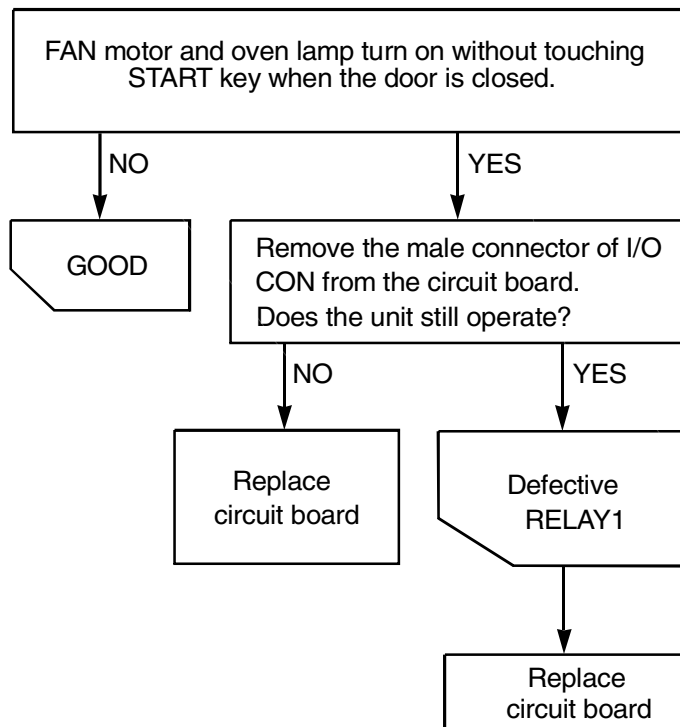 FAN motor and oven lamp turn on without touching
START key when the door is closed.
NO
YES
GOOD
Remove the male connector of I/O
CON from the circuit board.
Does the unit still operate?
NO
YES
Replace
circuit board
Defective
RELAY1
Replace
circuit board